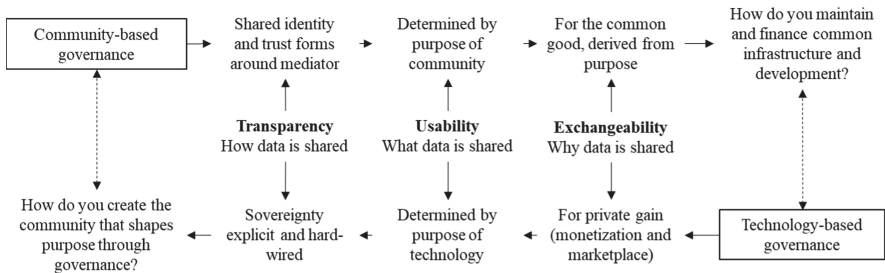 Community-based
governance
Shared identity
and trust forms
around mediator
Determined by
purpose of
community
For the common
good, derived from
purpose
How do you maintain
and finance common
infrastructure and
development?
Transparency
How data is shared
Usability
What data is shared
Exchangeability
Why data is shared
How do you create the
community that shapes
purpose through
governance?
Sovereignty
explicit and hard-
wired
Determined by
purpose of
technology
For private gain
(monetization and
marketplace)
Technology-based
governance